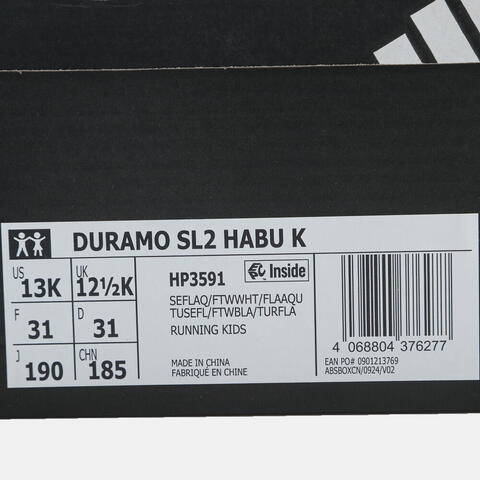 DURAMO SL2 HABU K
US 13K UK 12½K
F 31 D 31
J 190 CHN 185
HP3591 Inside
SEFLAQ/FTWWHT/FLAAQU
TUSEFL/FTWBLA/TURFLA
RUNNING KIDS
MADE IN CHINA
FABRIQUÉ EN CHINE
4 068804 376277
EAN PO# 0901213769
ABSBOXCN/0924/V02